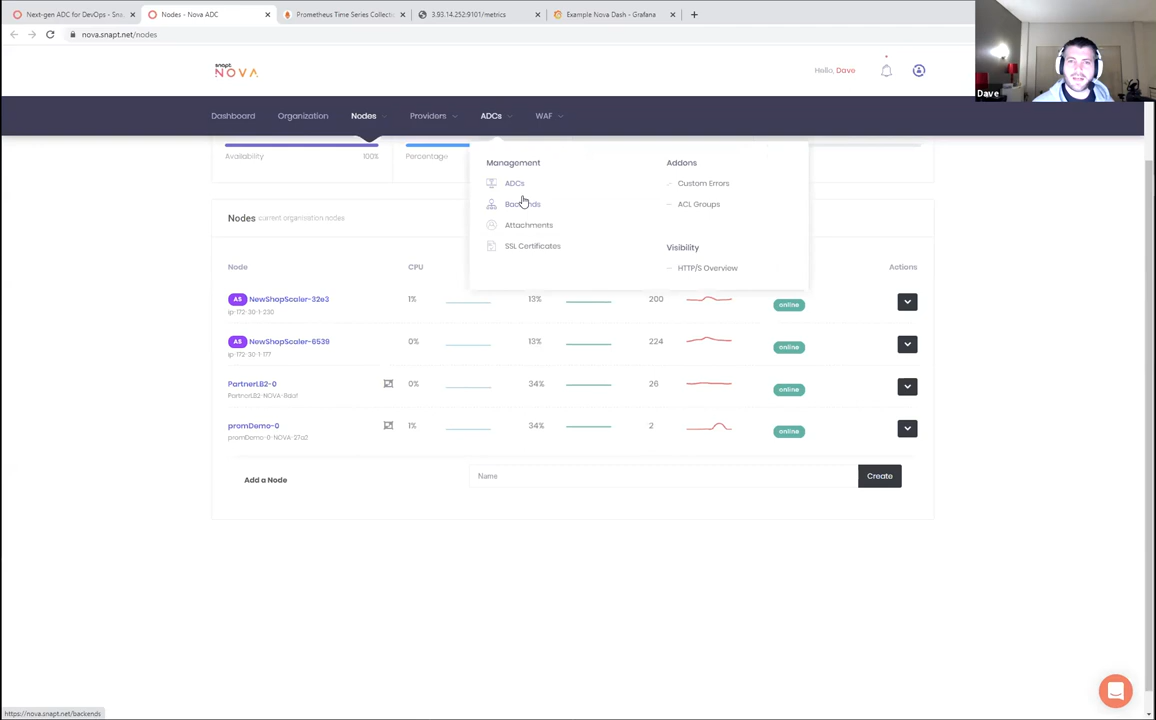 Next-gen ADC for DevOps - Sna
Nodes - Nova ADC
Prometheus Time Series Collecti
3.93.14.252:9101/metrics
Example Nova Dash - Grafana
nova.snapt.net/nodes
snapt
NOVA
Hello, Dave
Dave
Dashboard Organization Nodes Providers ADCs WAF
Availability 100% Percentage
Management
ADCs
Backends
Attachments
SSL Certificates
Addons
Custom Errors
ACL Groups
Visibility
HTTP/S Overview
Nodes current organisation nodes
Node CPU Actions
AS NewShopScaler-32e3 1% 13% 200 online
ip-172-30-1-230
AS NewShopScaler-6539 0% 13% 224 online
ip-172-30-1-177
PartnerLB2-0 0% 34% 26 online
PartnerLB2-NOVA-8aaf
promDemo-0 1% 34% 2 online
promDemo-0-NOVA-27a2
Add a Node Name Create
https://nova.snapt.net/backends